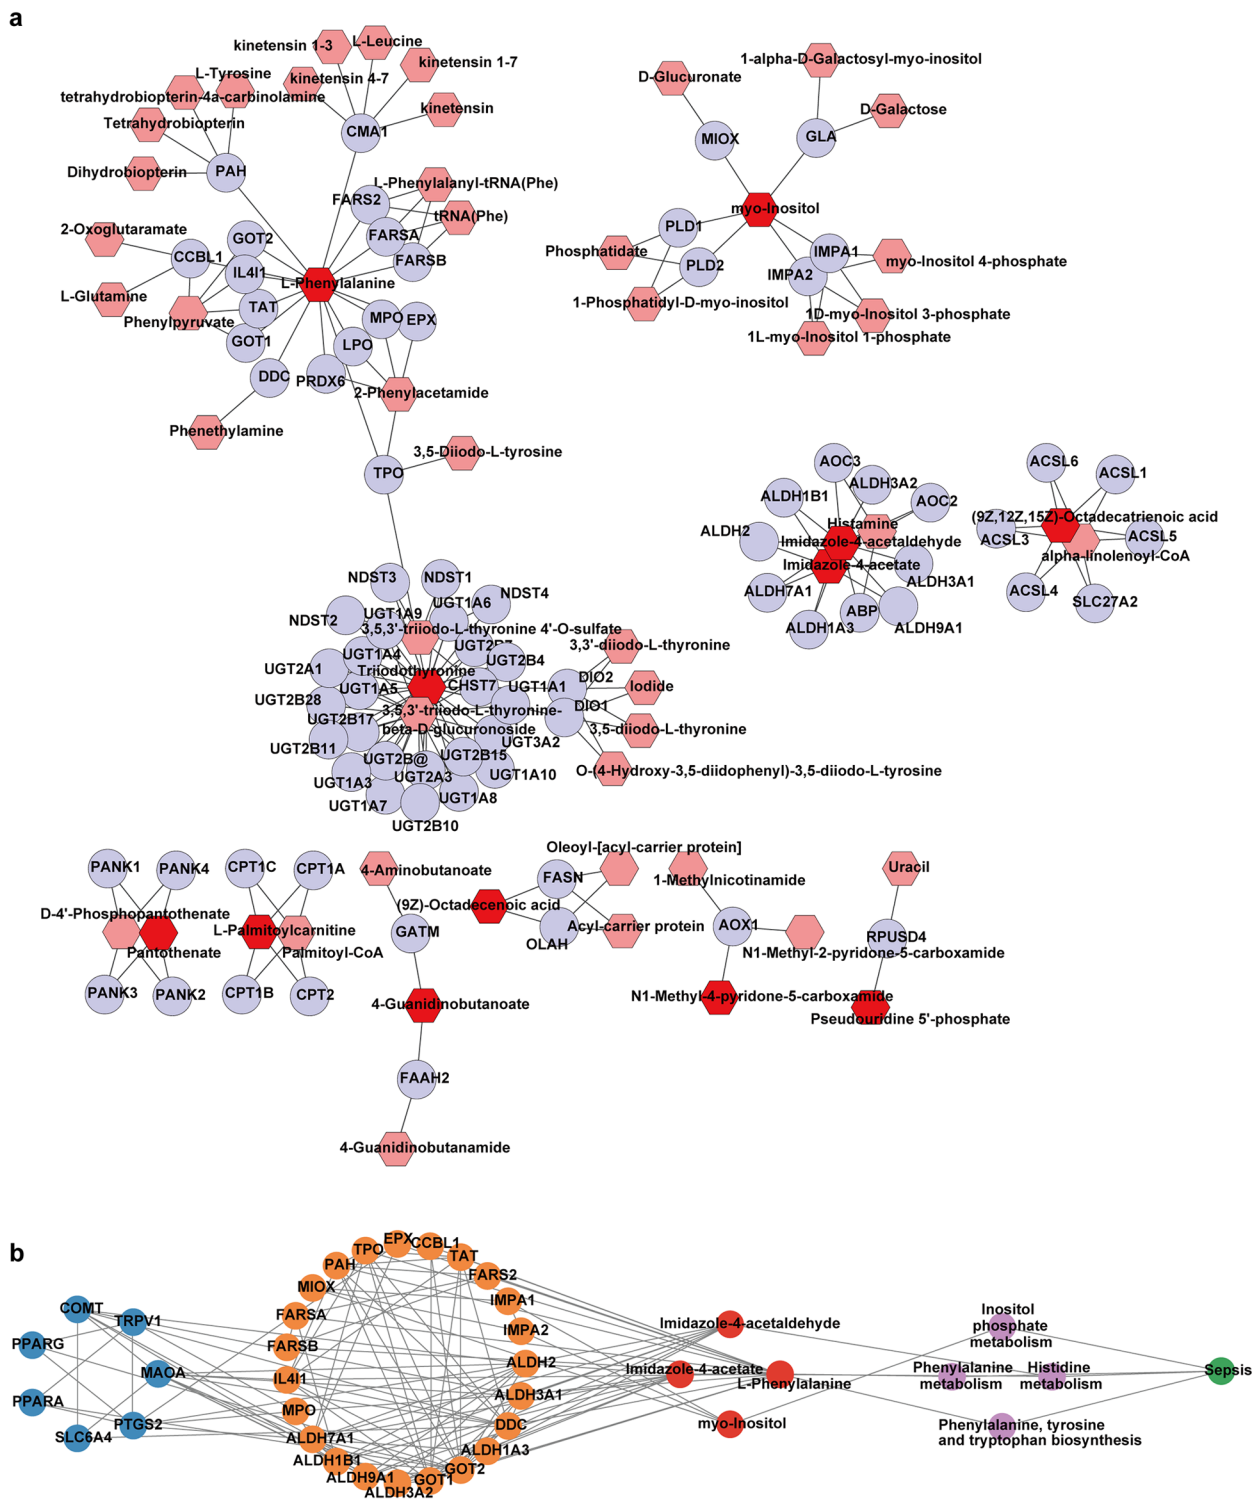 a
kinetensin 1-3
L-Leucine
kinetensin 1-7
kinetensin 4-7
L-Tyrosine
tetrahydrobiopterin-4a-carbinolamine
kinetensin
Tetrahydrobiopterin
CMA1
Dihydrobiopterin
PAH
L-Phenylalanyl-tRNA(Phe)
FARS2
tRNA(Phe)
2-Oxoglutaramate
GOT2
FARSA
CCBL1
FARSB
IL4I1
L-Phenylalanine
L-Glutamine
TAT
Phenylpyruvate
MPO
EPX
GOT1
LPO
DDC
PRDX6
2-Phenylacetamide
Phenethylamine
3,5-Diiodo-L-tyrosine
TPO
1-alpha-D-Galactosyl-myo-inositol
D-Glucuronate
D-Galactose
MIOX
GLA
myo-Inositol
PLD1
Phosphatidate
IMPA1
PLD2
IMPA2
myo-Inositol 4-phosphate
1-Phosphatidyl-D-myo-inositol
1D-myo-Inositol 3-phosphate
1L-myo-Inositol 1-phosphate
AOC3
ALDH3A2
ALDH1B1
AOC2
Histamine
ALDH2
Imidazole-4-acetaldehyde
Imidazole-4-acetate
ALDH3A1
ALDH7A1
ABP
ALDH1A3
ALDH9A1
ACSL6
ACSL1
(9Z,12Z,15Z)-Octadecatrienoic acid
ACSL3
ACSL5
alpha-linolenoyl-CoA
ACSL4
SLC27A2
NDST3
NDST1
NDST4
UGT1A6
NDST2
UGT1A9
3,5,3'-triiodo-L-thyronine 4'-O-sulfate
UGT2B7
UGT1A4
UGT2B4
UGT2A1
Triiodothyronine
UGT1A5
CHST7
UGT1A1
UGT2B28
3,5,3'-triiodo-L-thyronine-
UGT2B17
beta-D-glucuronoside
UGT2B11
UGT3A2
UGT2B@
UGT2B15
UGT1A3
UGT2A3
UGT1A10
UGT1A7
UGT1A8
UGT2B10
3,3'-diiodo-L-thyronine
DIO2
Iodide
DIO1
3,5-diiodo-L-thyronine
O-(4-Hydroxy-3,5-diidophenyl)-3,5-diiodo-L-tyrosine
PANK1
PANK4
D-4'-Phosphopantothenate
Pantothenate
PANK3
PANK2
CPT1C
CPT1A
L-Palmitoylcarnitine
Palmitoyl-CoA
CPT1B
CPT2
4-Aminobutanoate
GATM
4-Guanidinobutanoate
FAAH2
4-Guanidinobutanamide
Oleoyl-[acyl-carrier protein]
FASN
(9Z)-Octadecenoic acid
Acyl-carrier protein
OLAH
1-Methylnicotinamide
AOX1
N1-Methyl-2-pyridone-5-carboxamide
N1-Methyl-4-pyridone-5-carboxamide
Uracil
RPUSD4
Pseudouridine 5'-phosphate
b
COMT
TRPV1
PPARG
MAOA
PPARA
PTGS2
SLC6A4
EPX
CCBL1
TPO
TAT
PAH
FARS2
MIOX
IMPA1
FARSA
IMPA2
FARSB
ALDH2
IL4I1
ALDH3A1
MPO
DDC
ALDH7A1
ALDH1A3
ALDH1B1
GOT2
ALDH9A1
GOT1
ALDH3A2
Imidazole-4-acetaldehyde
Imidazole-4-acetate
L-Phenylalanine
myo-Inositol
Inositol
phosphate
metabolism
Phenylalanine
metabolism
Histidine
metabolism
Phenylalanine, tyrosine
and tryptophan biosynthesis
Sepsis